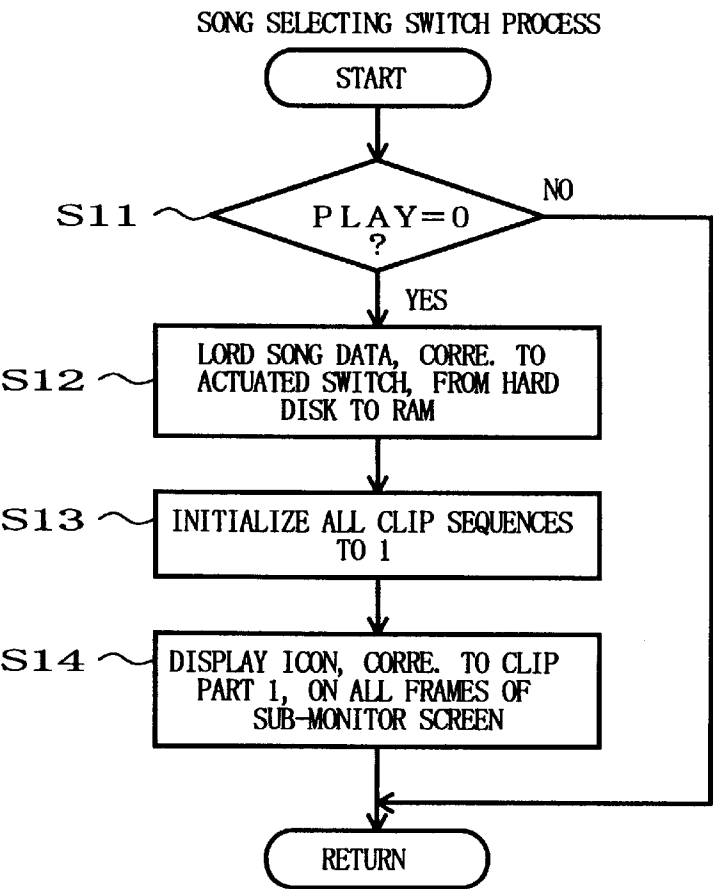 SONG SELECTING SWITCH PROCESS
START
NO
S11
PLAY=0
?
YES
S12
LORD SONG DATA, CORRE. TO
ACTUATED SWITCH, FROM HARD
DISK TO RAM
S13
INITIALIZE ALL CLIP SEQUENCES
TO 1
S14
DISPLAY ICON, CORRE. TO CLIP
PART 1, ON ALL FRAMES OF
SUB-MONITOR SCREEN
RETURN